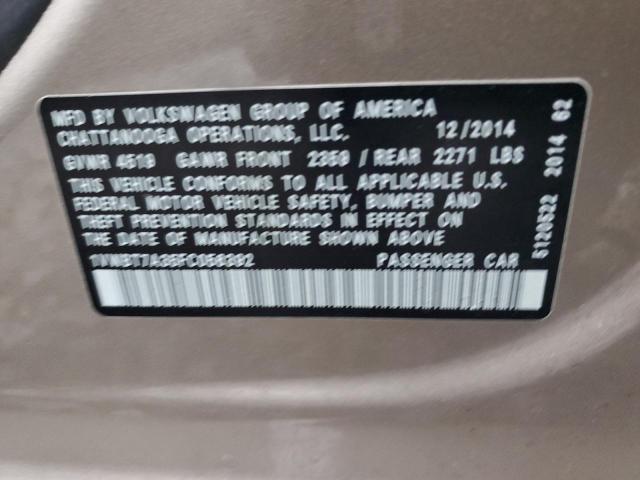 MFD BY VOLKSWAGEN GROUP OF AMERICA
CHATTANOOGA OPERATIONS, LLC. 12/2014
GVWR 4519 GAWR FRONT 2359 / REAR 2271 LBS
THIS VEHICLE CONFORMS TO ALL APPLICABLE U.S.
FEDERAL MOTOR VEHICLE SAFETY, BUMPER AND
THEFT PREVENTION STANDARDS IN EFFECT ON
THE DATE OF MANUFACTURE SHOWN ABOVE
PASSENGER CAR
5120522 2014 62